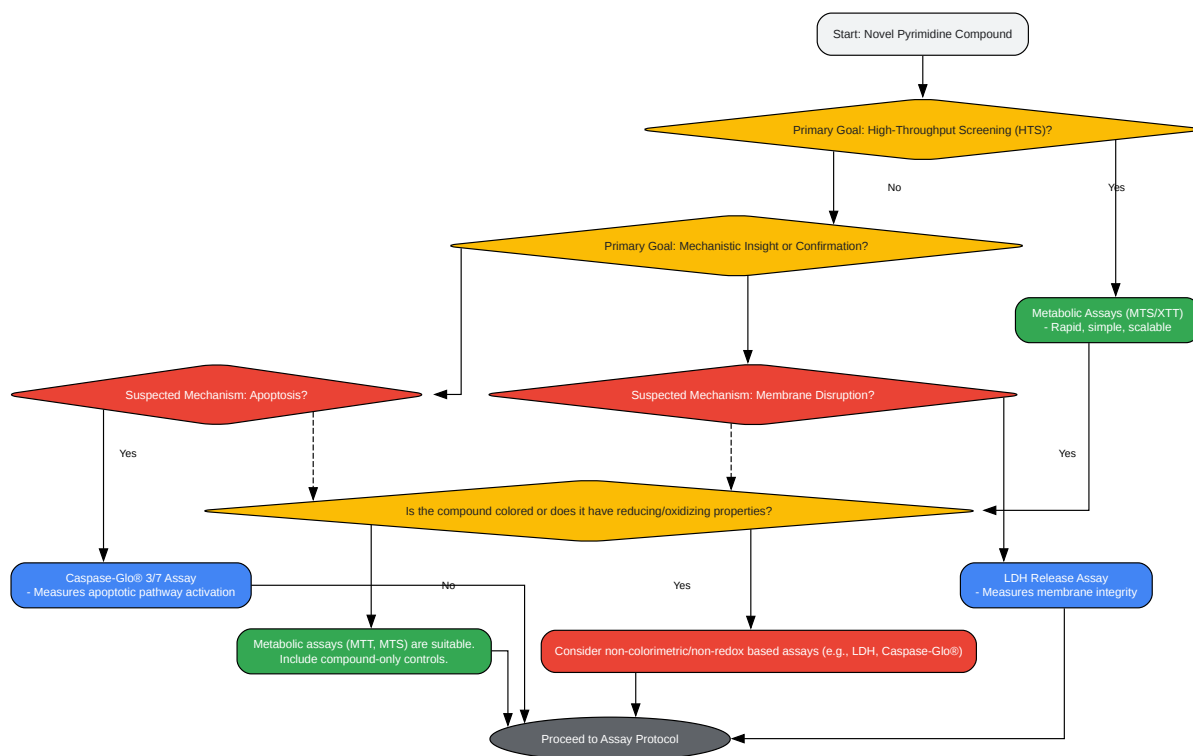 Start: Novel Pyrimidine Compound
Primary Goal: High-Throughput Screening (HTS)?
No
Yes
Primary Goal: Mechanistic Insight or Confirmation?
Metabolic Assays (MTS/XTT)
- Rapid, simple, scalable
Suspected Mechanism: Apoptosis?
Suspected Mechanism: Membrane Disruption?
Yes
Yes
Is the compound colored or does it have reducing/oxidizing properties?
Caspase-Glo® 3/7 Assay
- Measures apoptotic pathway activation
No
Yes
LDH Release Assay
- Measures membrane integrity
Metabolic assays (MTT, MTS) are suitable.
Include compound-only controls.
Consider non-colorimetric/non-redox based assays (e.g., LDH, Caspase-Glo®)
Proceed to Assay Protocol